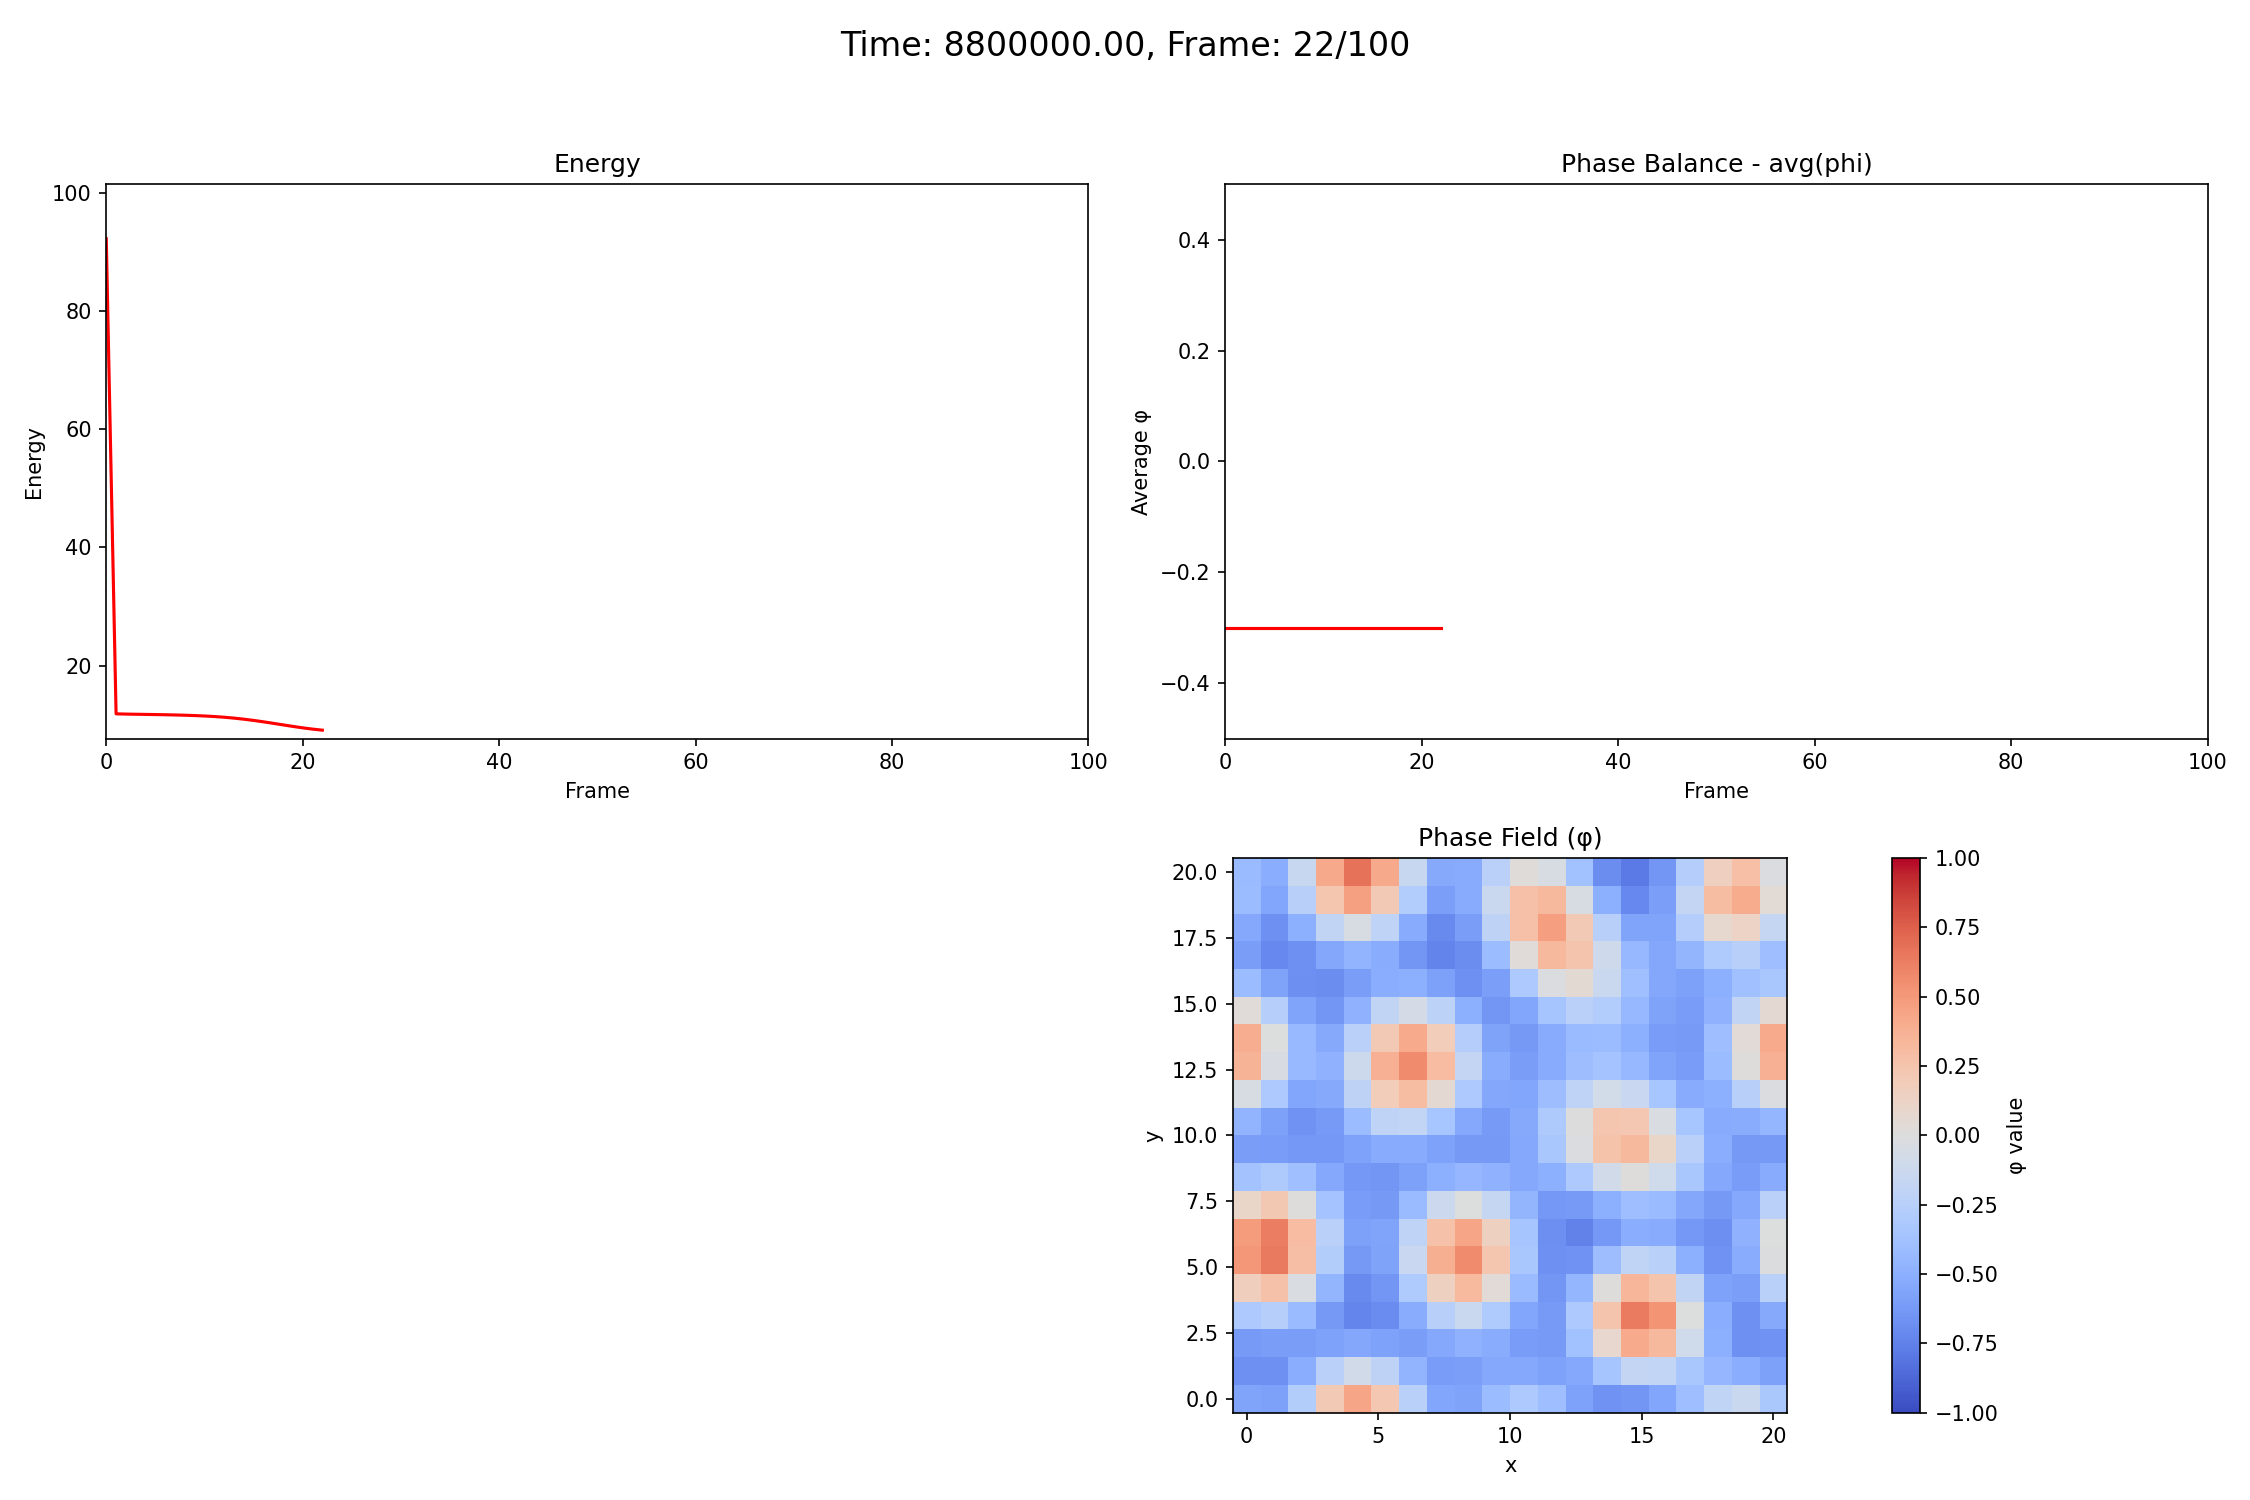 Time: 8800000.00, Frame: 22/100
Energy
100
80
60
40
20
Energy
0 20 40 60 80 100
Frame
Phase Balance - avg(phi)
0.4
0.2
0.0
−0.2
−0.4
Average φ
0 20 40 60 80 100
Frame
Phase Field (φ)
20.0
17.5
15.0
12.5
10.0
7.5
5.0
2.5
0.0
y
0 5 10 15 20
x
1.00
0.75
0.50
0.25
0.00
−0.25
−0.50
−0.75
−1.00
φ value